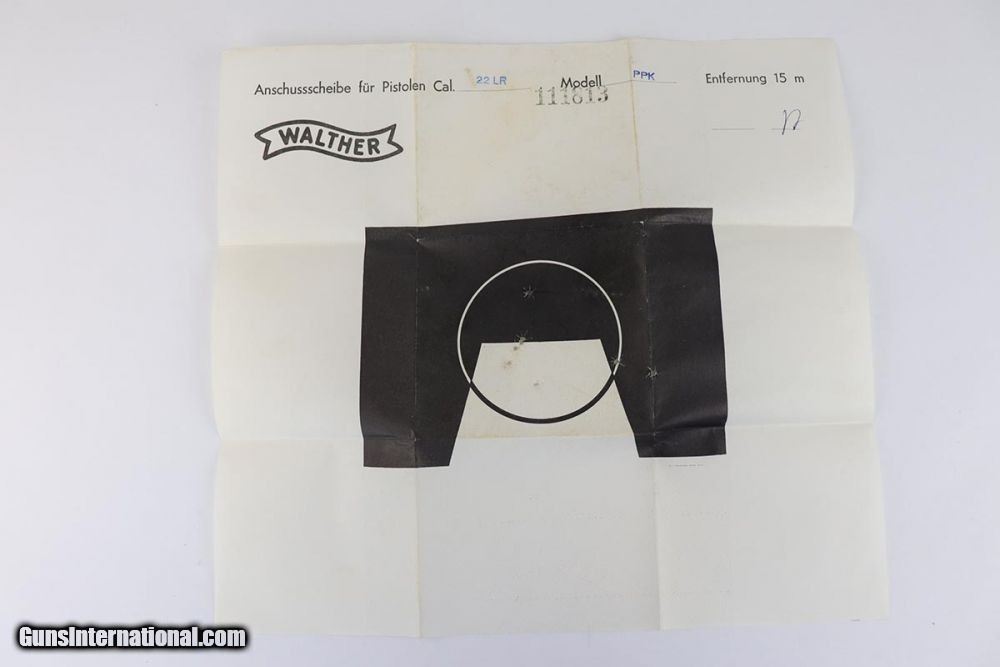 Anschussscheibe für Pistolen Cal. 22 LR Modell PPK Entfernung 15 m
111813
WALTHER
GunsInternational.com